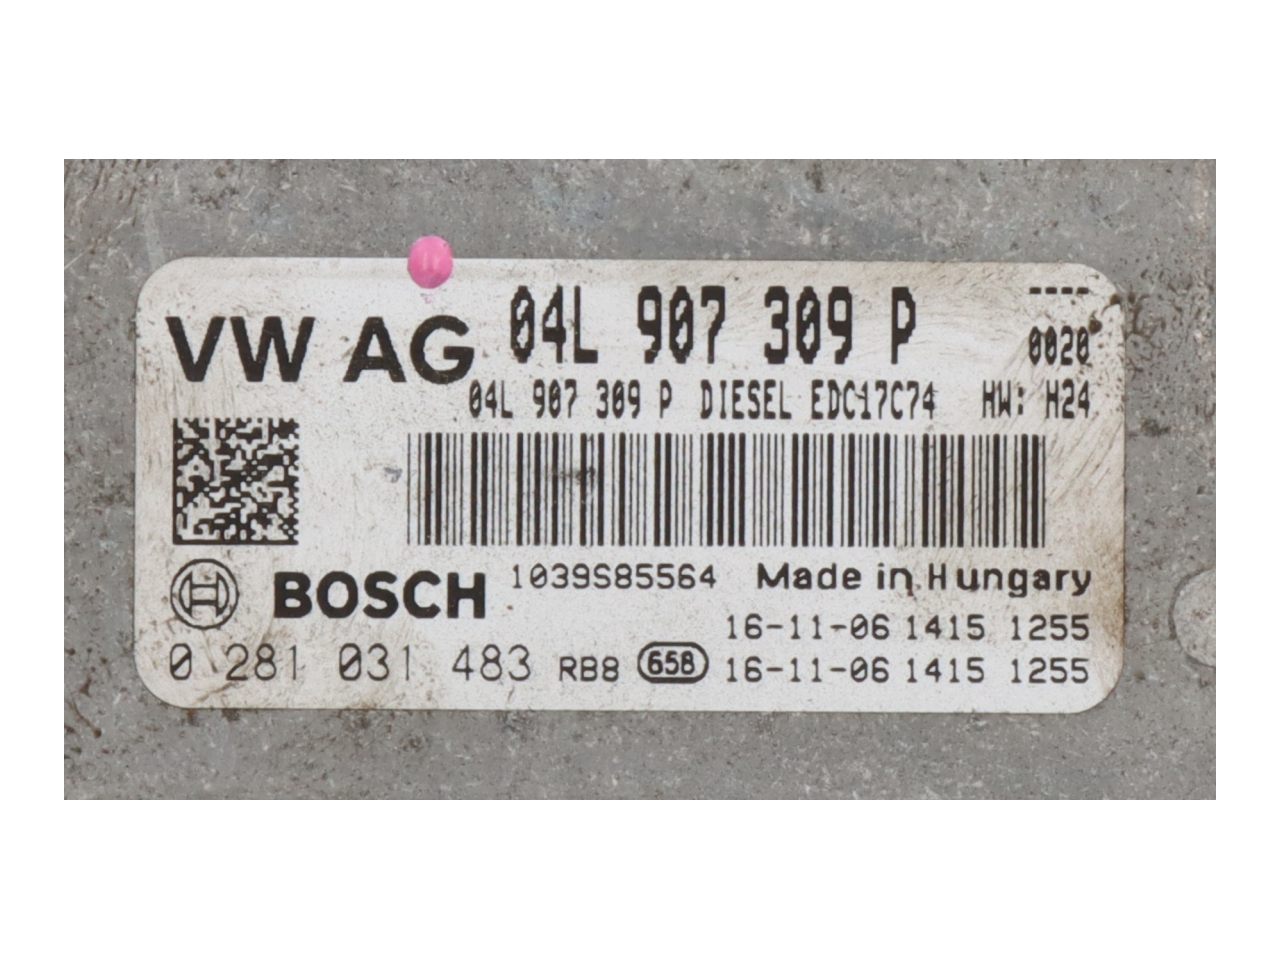 VW AG 04L 907 309 P ----
0020
04L 907 309 P DIESEL EDC17C74 HW: H24
BOSCH 1039S85564 Made in Hungary
16-11-06 1415 1255
0 281 031 483 RB8 65B 16-11-06 1415 1255